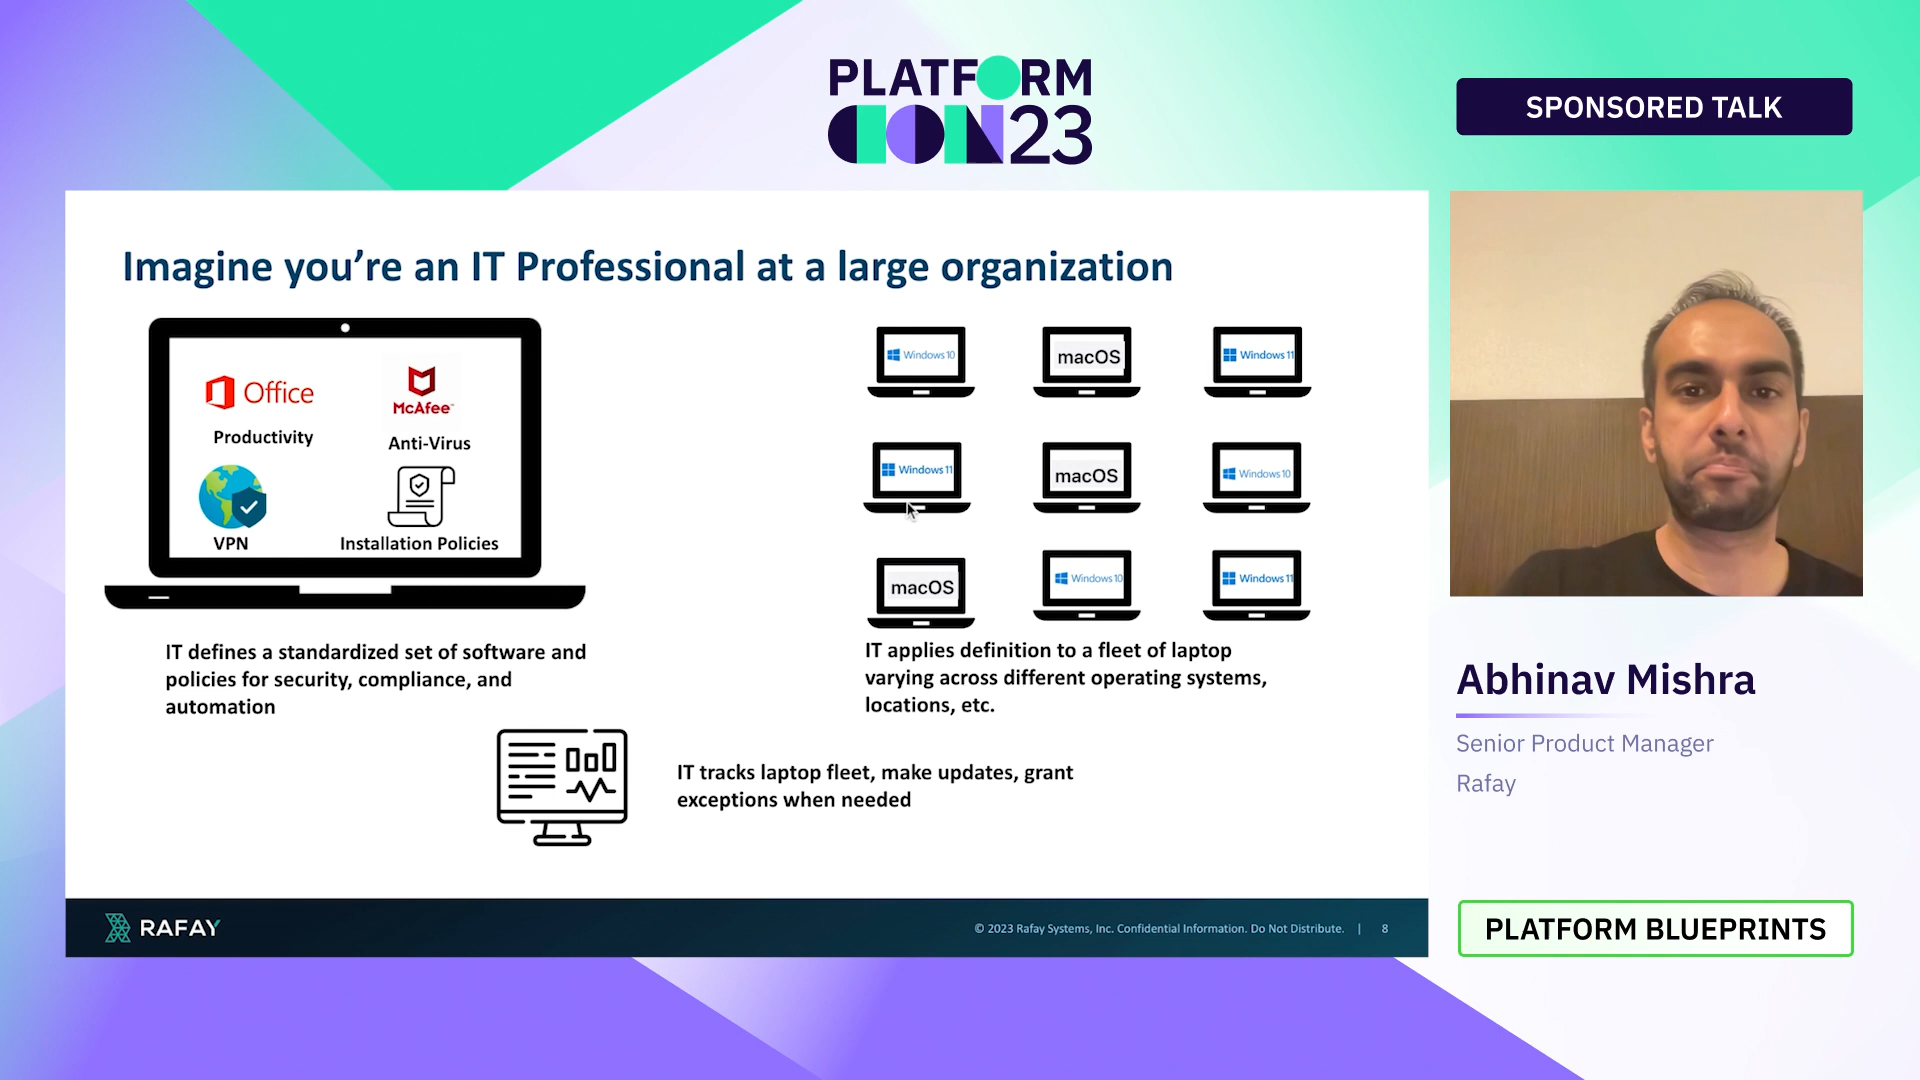 PLATFORM
CON23
SPONSORED TALK
Imagine you’re an IT Professional at a large organization
Office
Productivity
McAfee™
Anti-Virus
VPN
Installation Policies
Windows 10
macOS
Windows 11
Windows 11
macOS
Windows 10
macOS
Windows 10
Windows 11
IT defines a standardized set of software and
policies for security, compliance, and
automation
IT applies definition to a fleet of laptop
varying across different operating systems,
locations, etc.
IT tracks laptop fleet, make updates, grant
exceptions when needed
RAFAY
© 2023 Rafay Systems, Inc. Confidential Information. Do Not Distribute. | 8
Abhinav Mishra
Senior Product Manager
Rafay
PLATFORM BLUEPRINTS